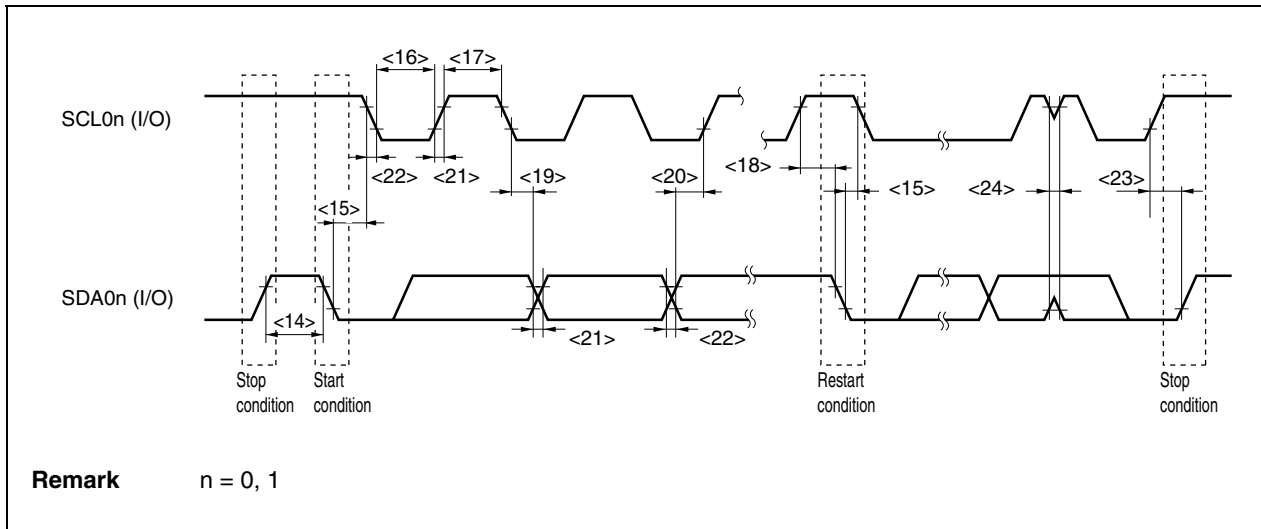 <16> <17>
SCL0n (I/O)
<22> <21> <19> <20> <18> <15> <24> <23>
<15>
SDA0n (I/O)
<14> <21> <22>
Stop condition
Start condition
Restart condition
Stop condition
Remark n = 0, 1